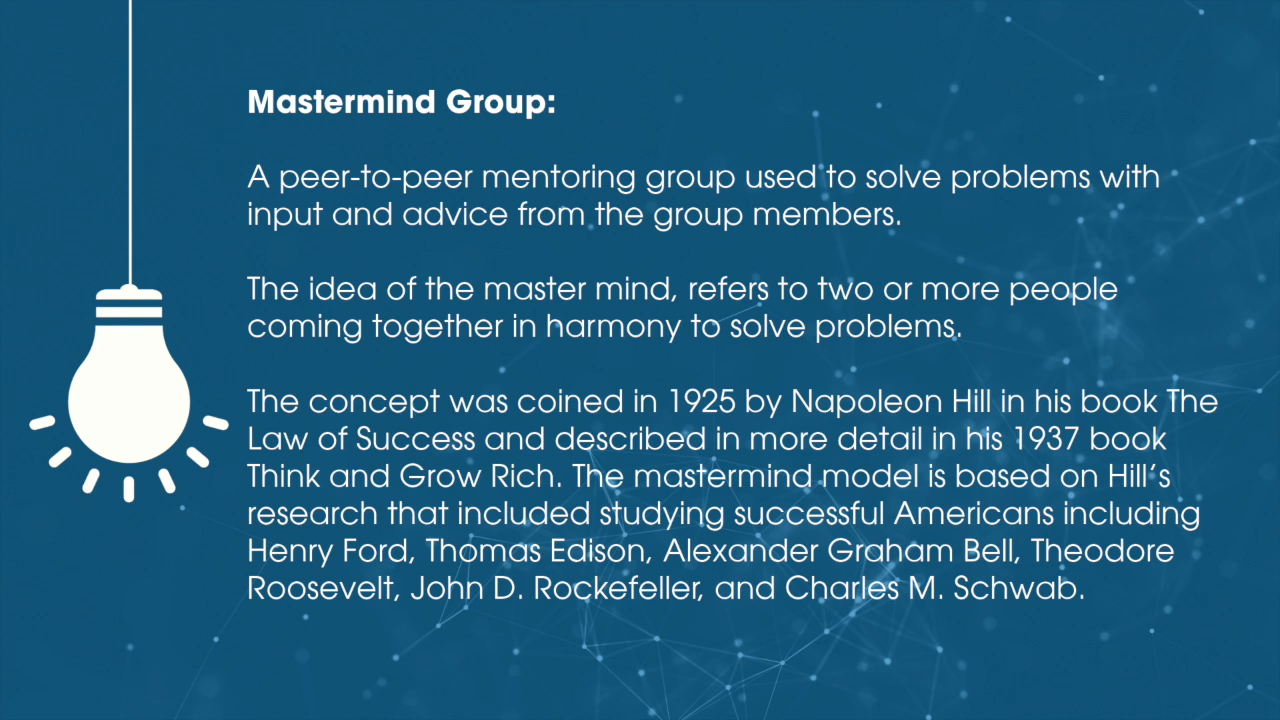 Mastermind Group:
A peer-to-peer mentoring group used to solve problems with
input and advice from the group members.
The idea of the master mind, refers to two or more people
coming together in harmony to solve problems.
The concept was coined in 1925 by Napoleon Hill in his book The
Law of Success and described in more detail in his 1937 book
Think and Grow Rich. The mastermind model is based on Hill’s
research that included studying successful Americans including
Henry Ford, Thomas Edison, Alexander Graham Bell, Theodore
Roosevelt, John D. Rockefeller, and Charles M. Schwab.